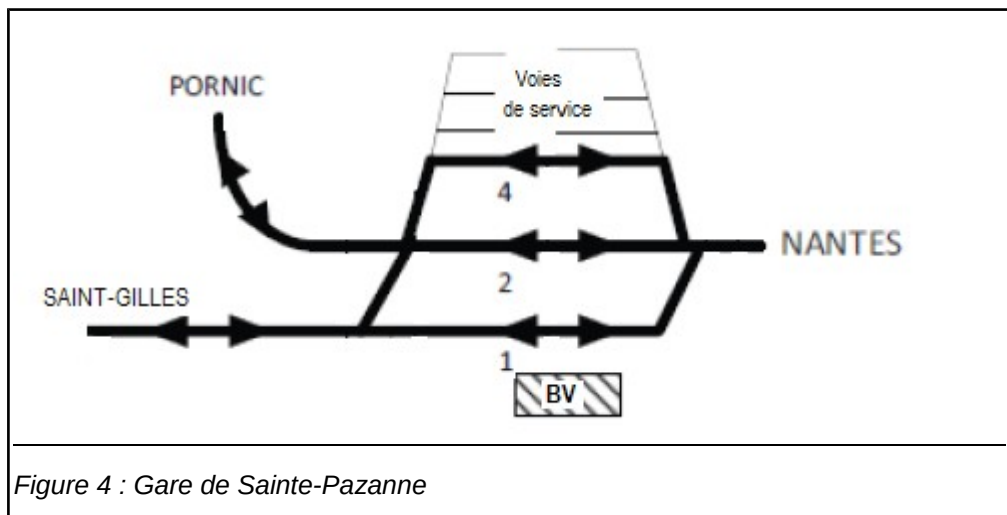 Voies
de service
PORNIC
4
NANTES
2
SAINT-GILLES
1
BV
Figure 4 : Gare de Sainte-Pazanne